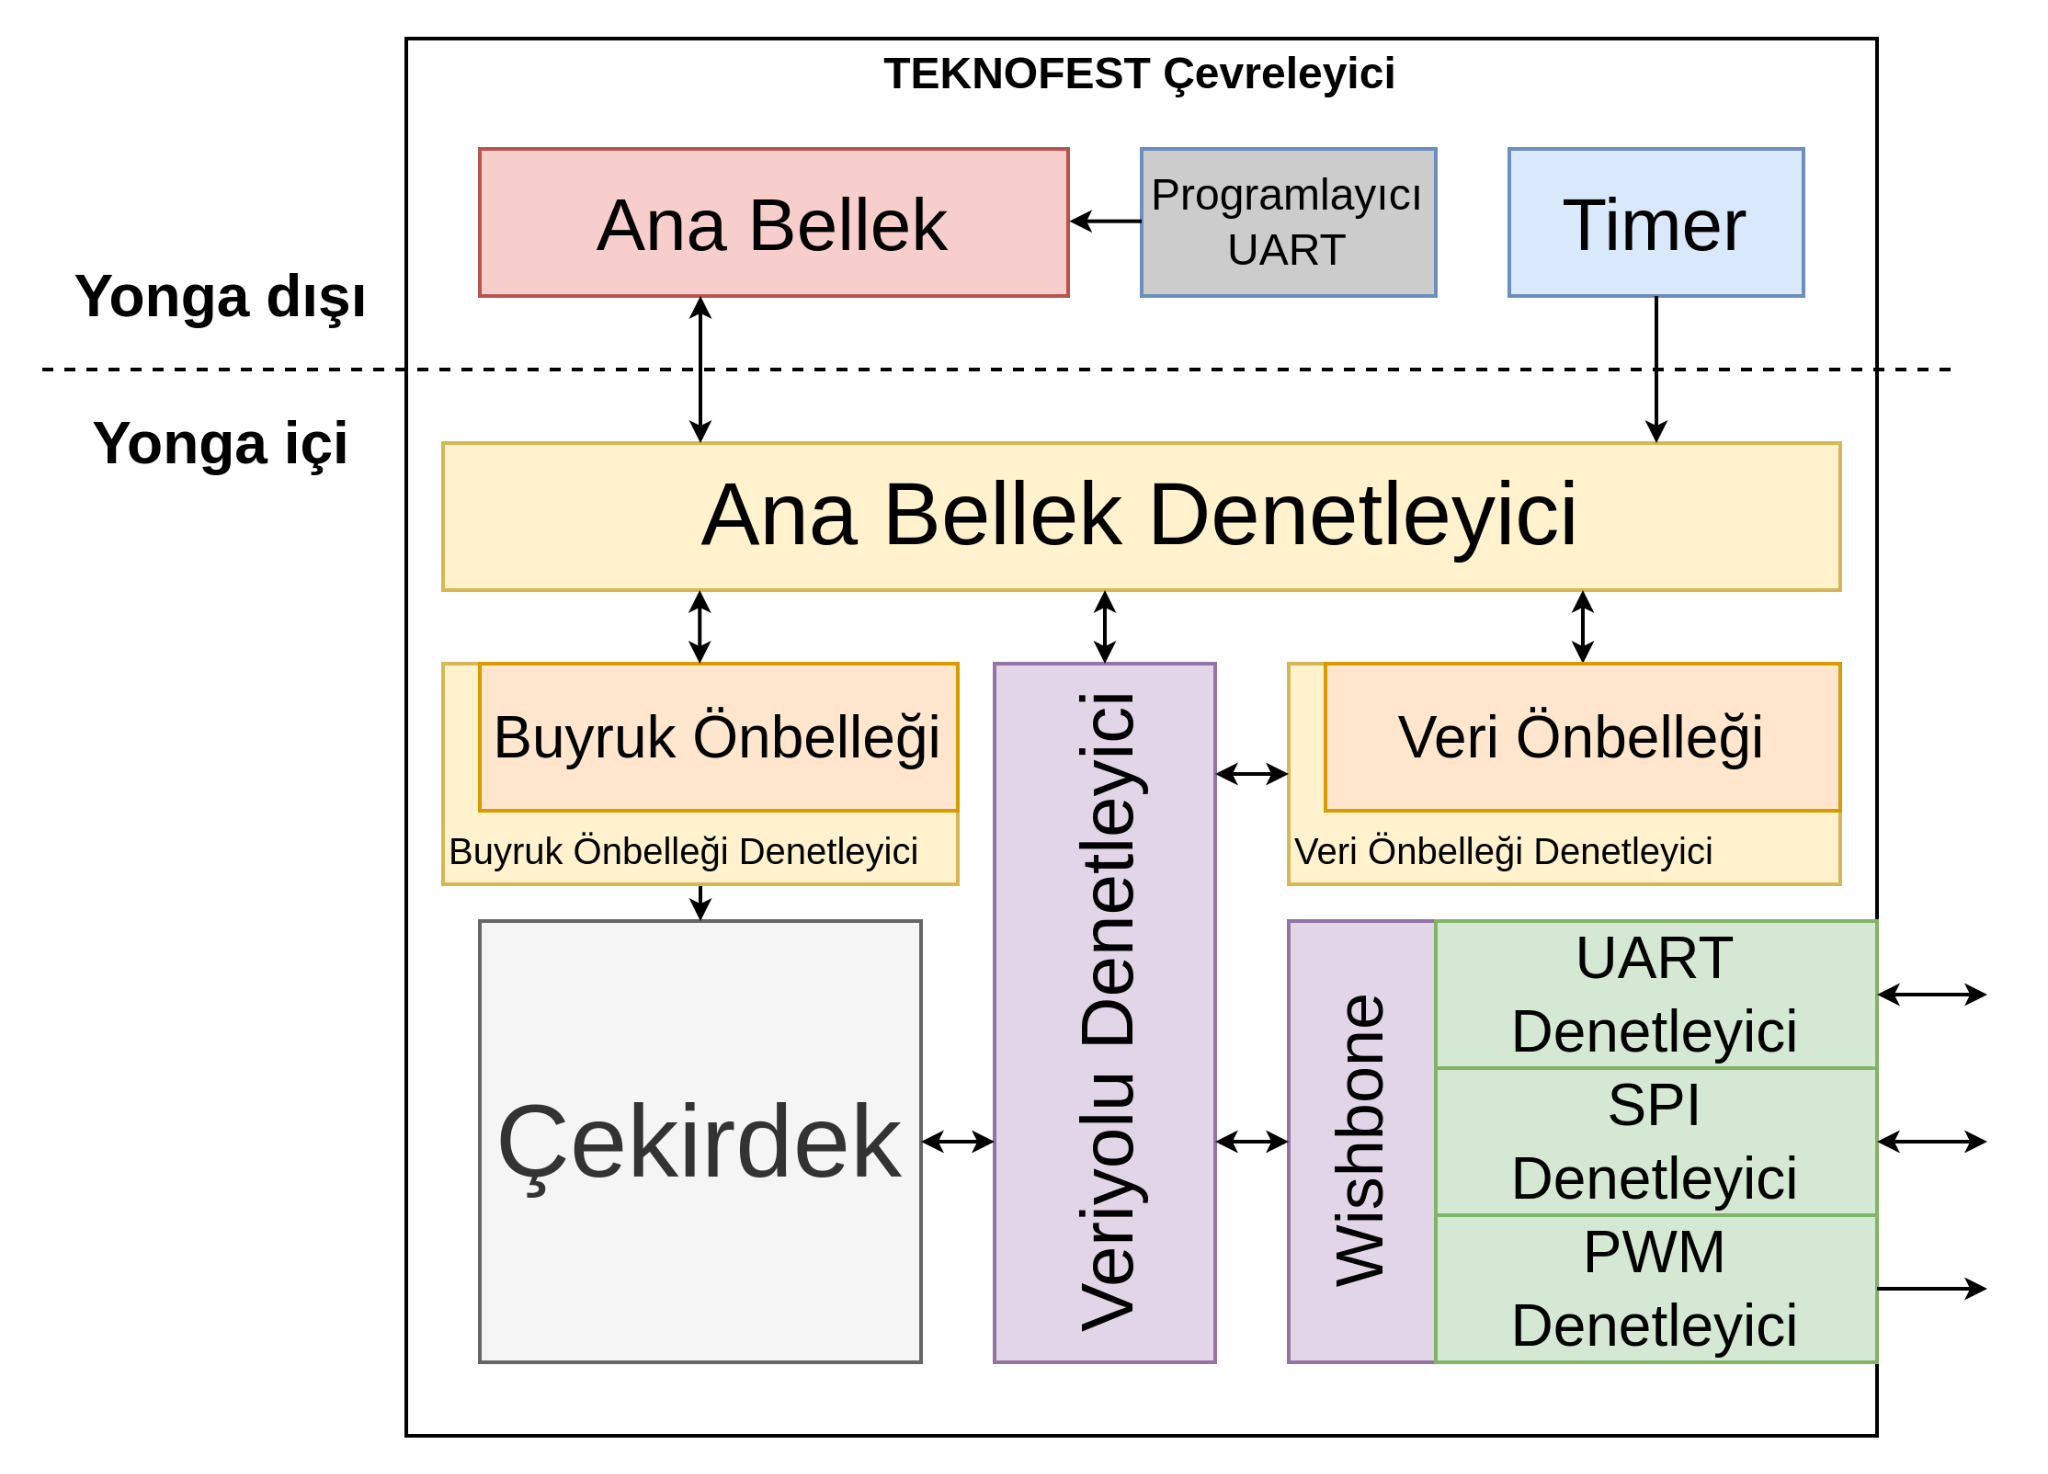 TEKNOFEST Çevreleyici
Ana Bellek
Programlayıcı
UART
Timer
Yonga dışı
Yonga içi
Ana Bellek Denetleyici
Buyruk Önbelleği
Buyruk Önbelleği Denetleyici
Veriyolu Denetleyici
Veri Önbelleği
Veri Önbelleği Denetleyici
Çekirdek
Wishbone
UART
Denetleyici
SPI
Denetleyici
PWM
Denetleyici